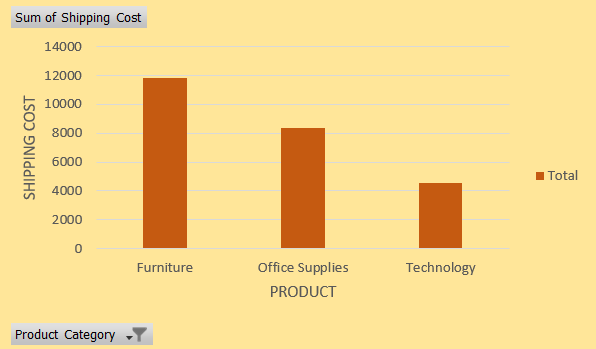 Sum of Shipping Cost
14000
12000
10000
8000
6000
4000
2000
0
SHIPPING COST
Furniture
Office Supplies
Technology
PRODUCT
Total
Product Category